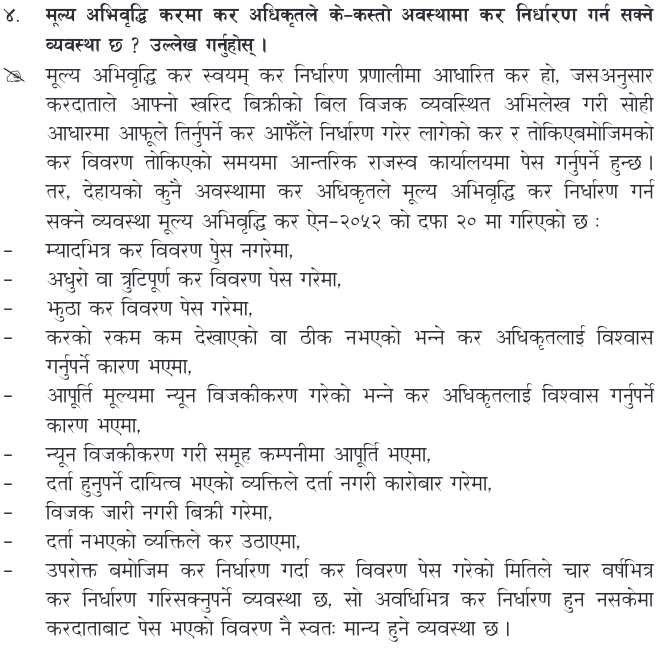 ४. मूल्य अभिवृद्धि करमा कर अधिकृतले के-कस्तो अवस्थामा कर निर्धारण गर्न सक्ने
व्यवस्था छ ? उल्लेख गर्नुहोस् ।
मूल्य अभिवृद्धि कर स्वयम् कर निर्धारण प्रणालीमा आधारित कर हो, जसअनुसार
करदाताले आफ्नो खरिद बिक्रीको बिल विजक व्यवस्थित अभिलेख गरी सोही
आधारमा आफूले तिर्नुपर्ने कर आफैँले निर्धारण गरेर लागेको कर र तोकिएबमोजिमको
कर विवरण तोकिएको समयमा आन्तरिक राजस्व कार्यालयमा पेस गर्नुपर्ने हुन्छ ।
तर, देहायको कुनै अवस्थामा कर अधिकृतले मूल्य अभिवृद्धि कर निर्धारण गर्न
सक्ने व्यवस्था मूल्य अभिवृद्धि कर ऐन-२०५२ को दफा २० मा गरिएको छ :
- म्यादभित्र कर विवरण पुेस नगरेमा,
- अधुरो वा त्रुटिपूर्ण कर विवरण पेस गरेमा,
- झुठा कर विवरण पेस गरेमा,
- करको रकम कम देखाएको वा ठीक नभएको भन्ने कर अधिकृतलाई विश्वास
गर्नुपर्ने कारण भएमा,
- आपूर्ति मूल्यमा न्यून विजकीकरण गरेको भन्ने कर अधिकृतलाई विश्वास गर्नुपर्ने
कारण भएमा,
- न्यून विजकीकरण गरी समूह कम्पनीमा आपूर्ति भएमा,
- दर्ता हुनुपर्ने दायित्व भएको व्यक्तिले दर्ता नगरी कारोबार गरेमा,
- विजक जारी नगरी बिक्री गरेमा,
- दर्ता नभएको व्यक्तिले कर उठाएमा,
- उपरोक्त बमोजिम कर निर्धारण गर्दा कर विवरण पेस गरेको मितिले चार वर्षभित्र
कर निर्धारण गरिसक्नुपर्ने व्यवस्था छ, सो अवधिभित्र कर निर्धारण हुन नसकेमा
करदाताबाट पेस भएको विवरण नै स्वतः मान्य हुने व्यवस्था छ ।